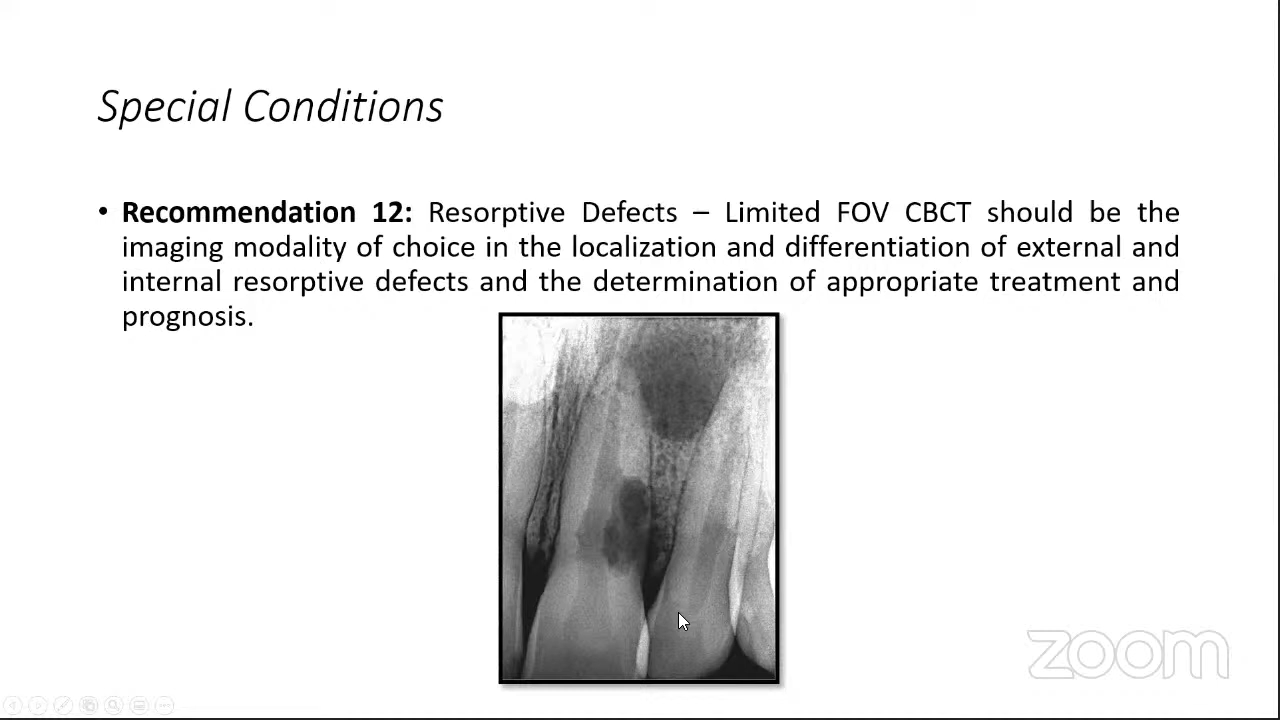 Special Conditions
• Recommendation 12: Resorptive Defects – Limited FOV CBCT should be the
imaging modality of choice in the localization and differentiation of external and
internal resorptive defects and the determination of appropriate treatment and
prognosis.
zoom